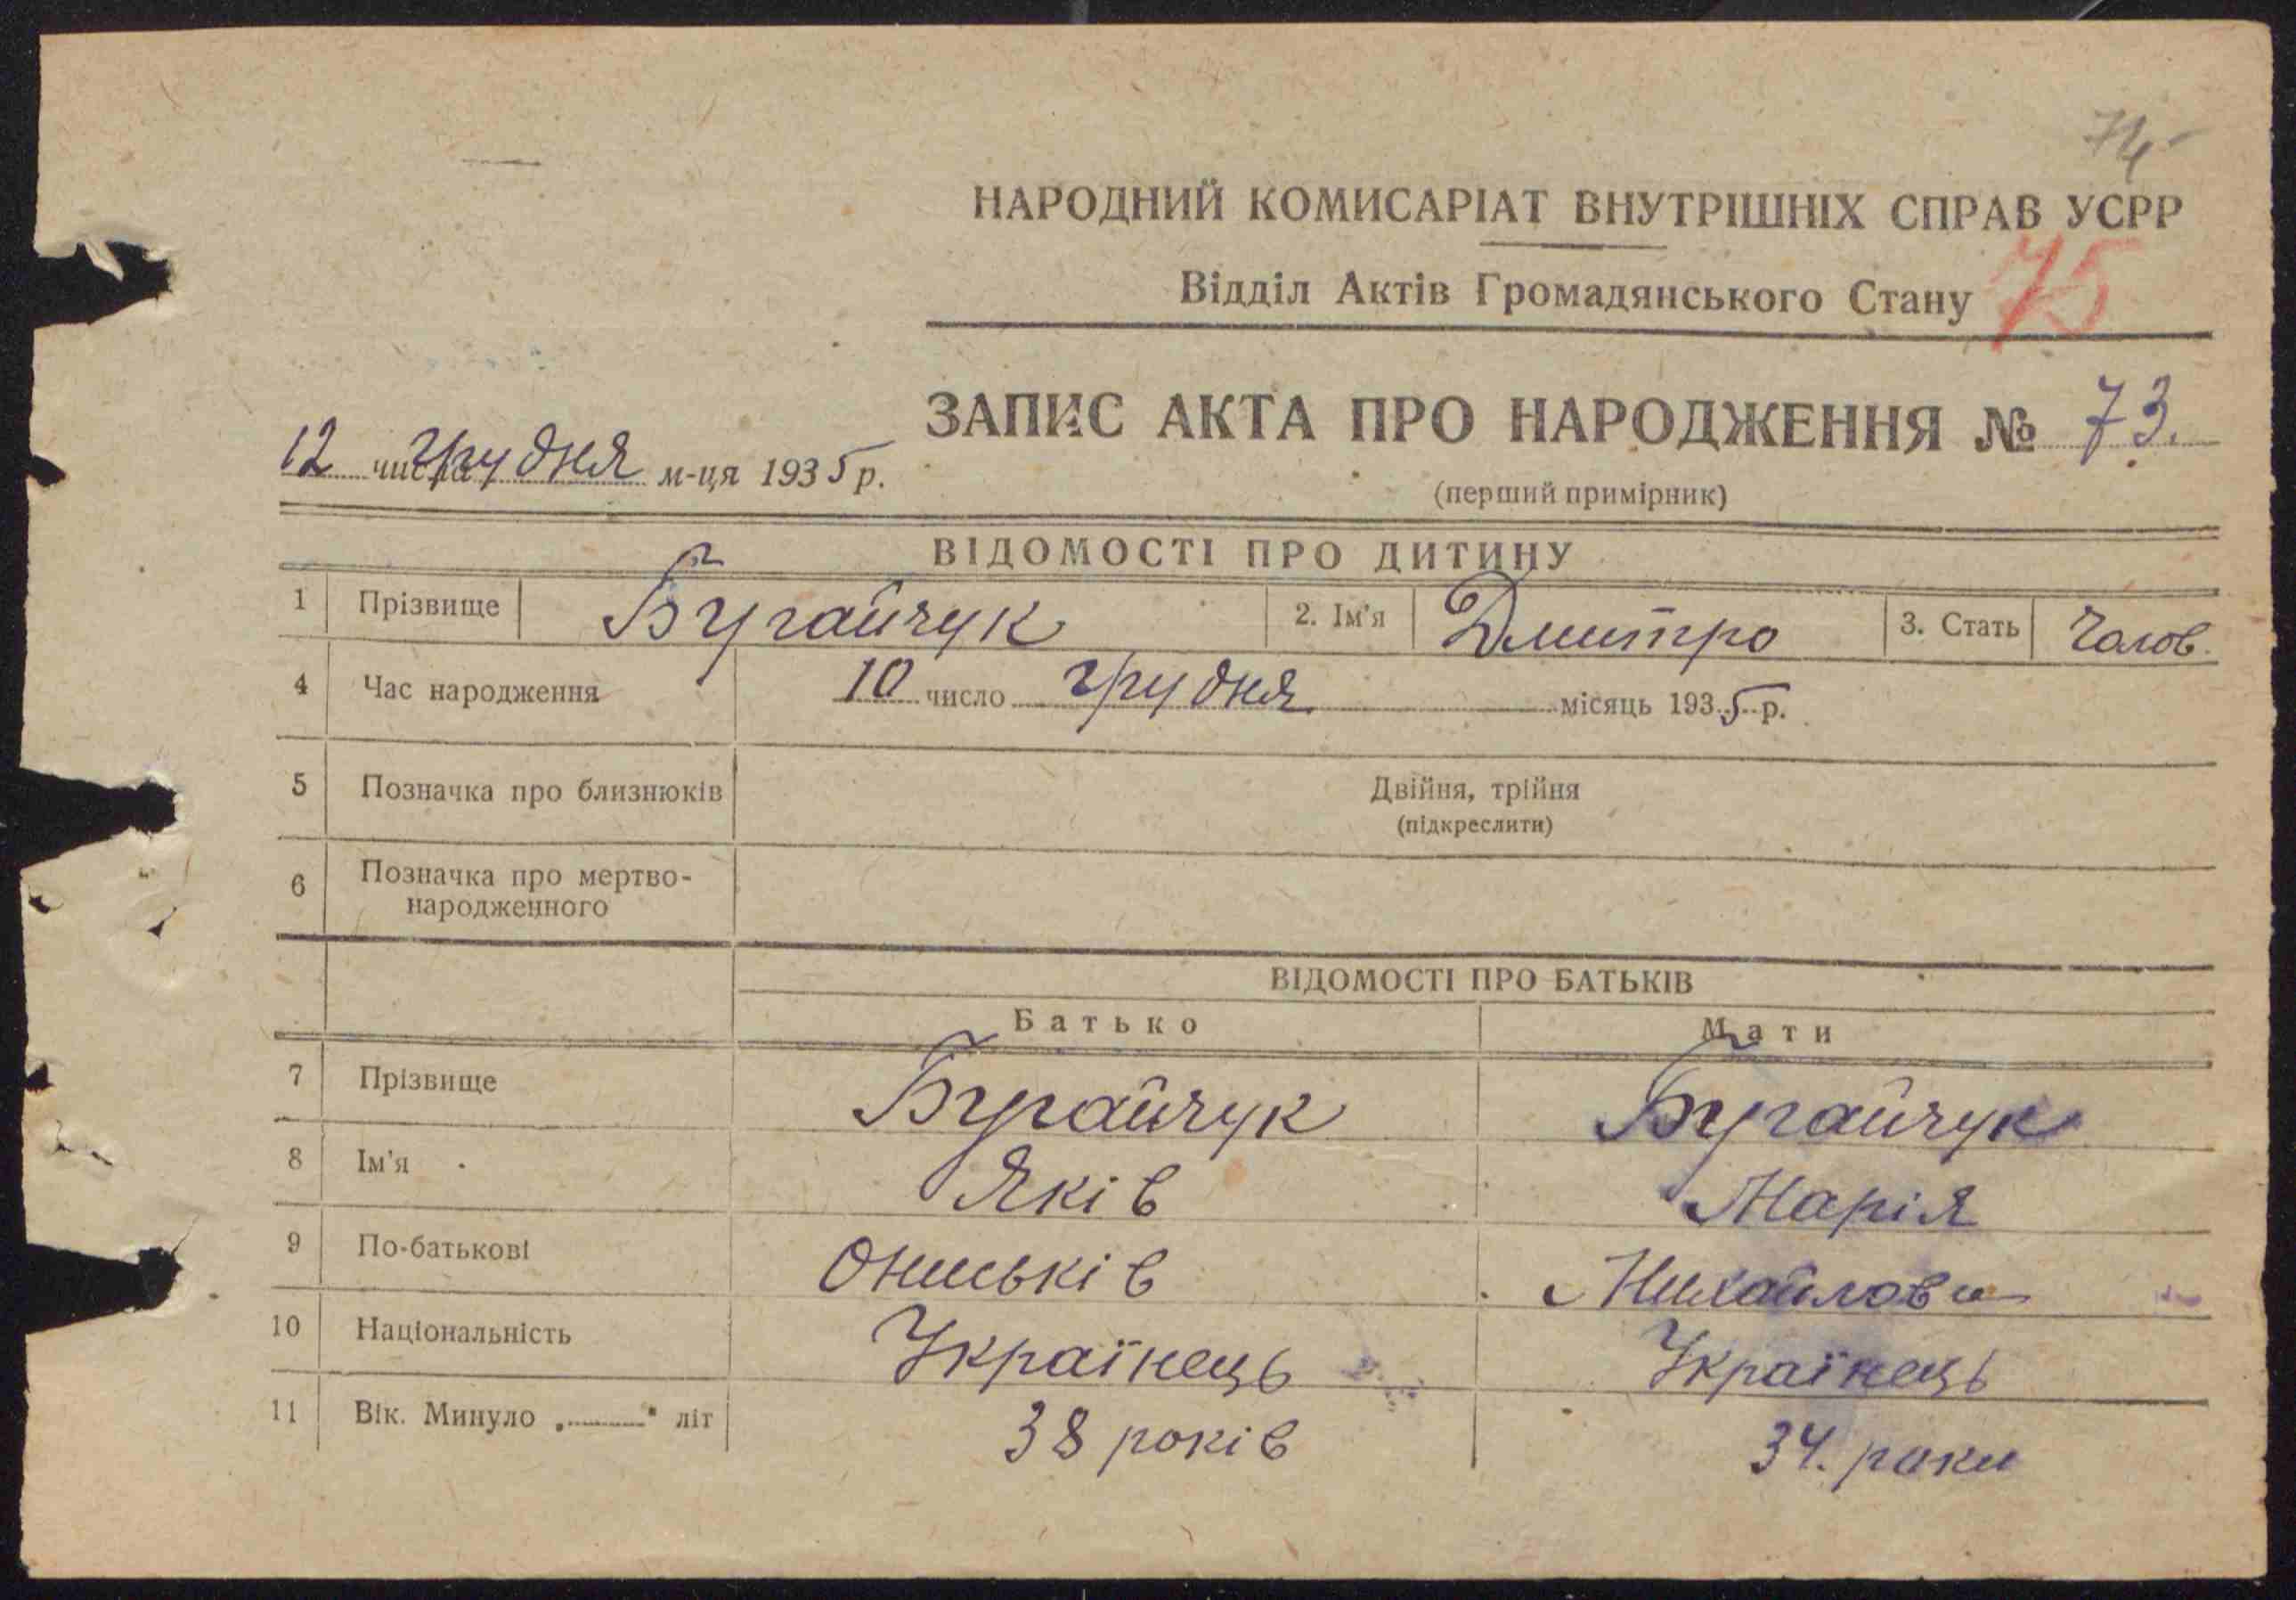 74
НАРОДНИЙ КОМИСАРІАТ ВНУТРІШНІХ СПРАВ УСРР
75
Відділ Актів Громадянського Стану
ЗАПИС АКТА ПРО НАРОДЖЕННЯ № 73.
12 числа грудня м-ця 1935 р.
(перший примірник)
ВІДОМОСТІ ПРО ДИТИНУ
1 Прізвище Бугайчук 2. Ім'я Дмитро 3. Стать Чолов.
4 Час народження 10 число грудня місяць 1935 р.
5 Позначка про близнюків Двійня, трійня
(підкреслити)
6 Позначка про мертво-
народженного
ВІДОМОСТІ ПРО БАТЬКІВ
Батько Мати
7 Прізвище Бугайчук Бугайчук
8 Ім'я Яків Марія
9 По-батьковіОниськів Михайлови
10 Національність Українець Українець
11 Вік. Минуло „ " літ 38 років 34. роки